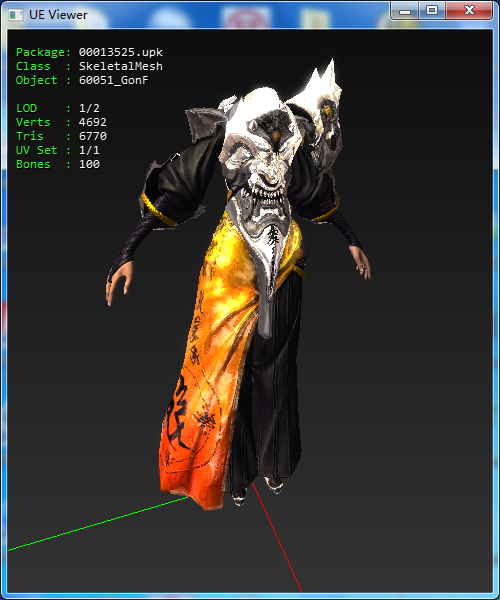 UE Viewer
Package: 00013525.upk
Class : SkeletalMesh
Object : 60051_GonF
LOD : 1/2
Verts : 4692
Tris : 6770
UV Set : 1/1
Bones : 100